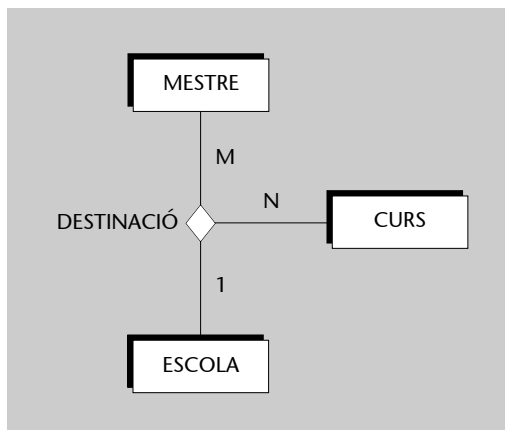 MESTRE
M
N
DESTINACIÓ
CURS
1
ESCOLA